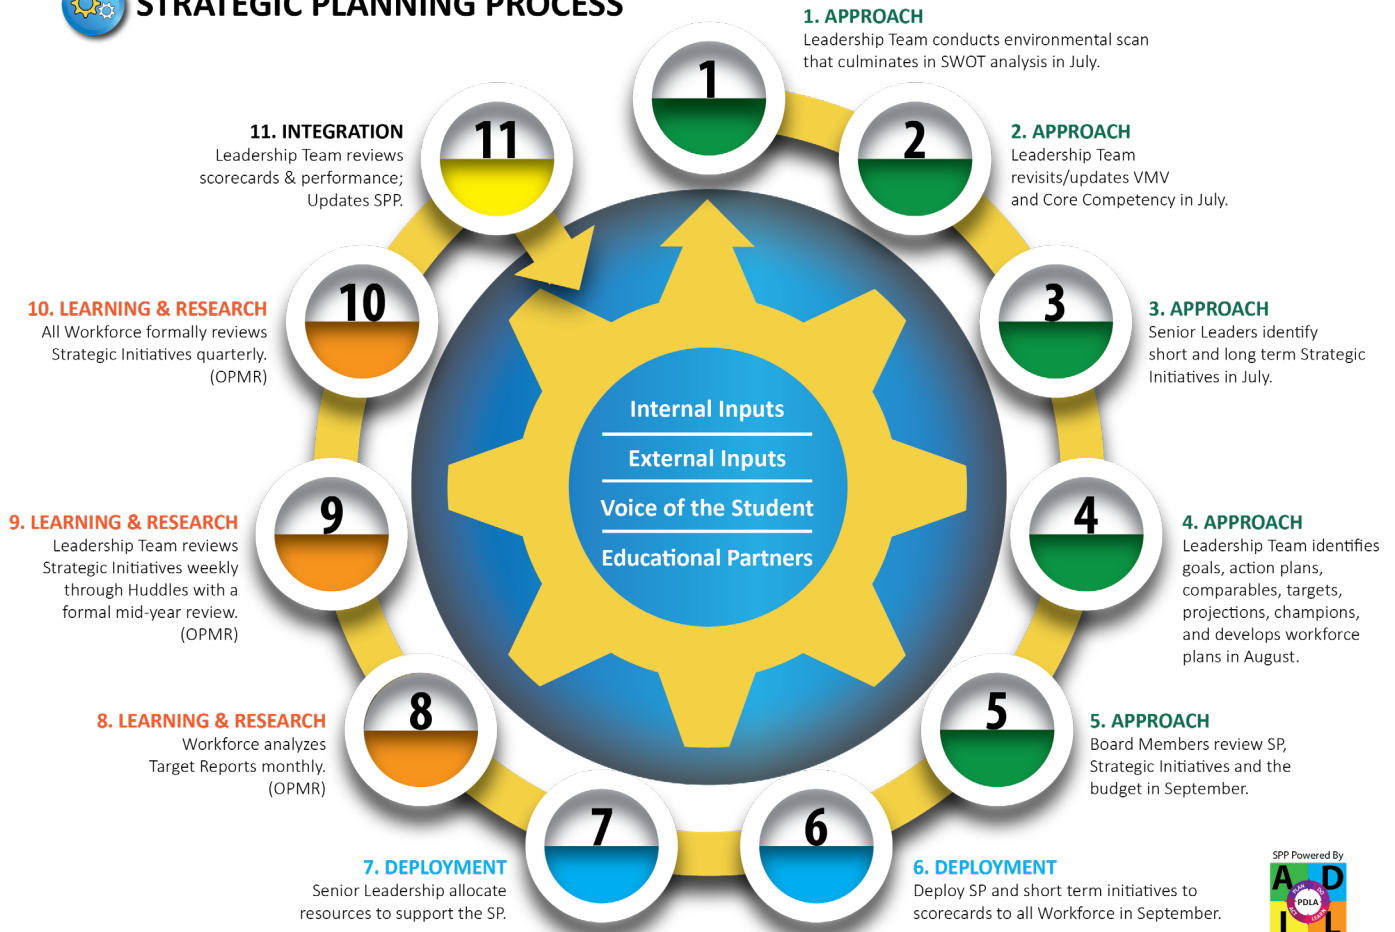 STRATEGIC PLANNING PROCESS
1
1. APPROACH
Leadership Team conducts environmental scan
that culminates in SWOT analysis in July.
2
2. APPROACH
Leadership Team
revisits/updates VMV
and Core Competency in July.
3
3. APPROACH
Senior Leaders identify
short and long term Strategic
Initiatives in July.
4
4. APPROACH
Leadership Team identifies
goals, action plans,
comparables, targets,
projections, champions,
and develops workforce
plans in August.
5
5. APPROACH
Board Members review SP,
Strategic Initiatives and the
budget in September.
6
6. DEPLOYMENT
Deploy SP and short term initiatives to
scorecards to all Workforce in September.
7
7. DEPLOYMENT
Senior Leadership allocate
resources to support the SP.
8
8. LEARNING & RESEARCH
Workforce analyzes
Target Reports monthly.
(OPMR)
9
9. LEARNING & RESEARCH
Leadership Team reviews
Strategic Initiatives weekly
through Huddles with a
formal mid-year review.
(OPMR)
10
10. LEARNING & RESEARCH
All Workforce formally reviews
Strategic Initiatives quarterly.
(OPMR)
11
11. INTEGRATION
Leadership Team reviews
scorecards & performance;
Updates SPP.
Internal Inputs
External Inputs
Voice of the Student
Educational Partners
SPP Powered By
A D
PLAN DO
PDLA
ACT LEARN
I L